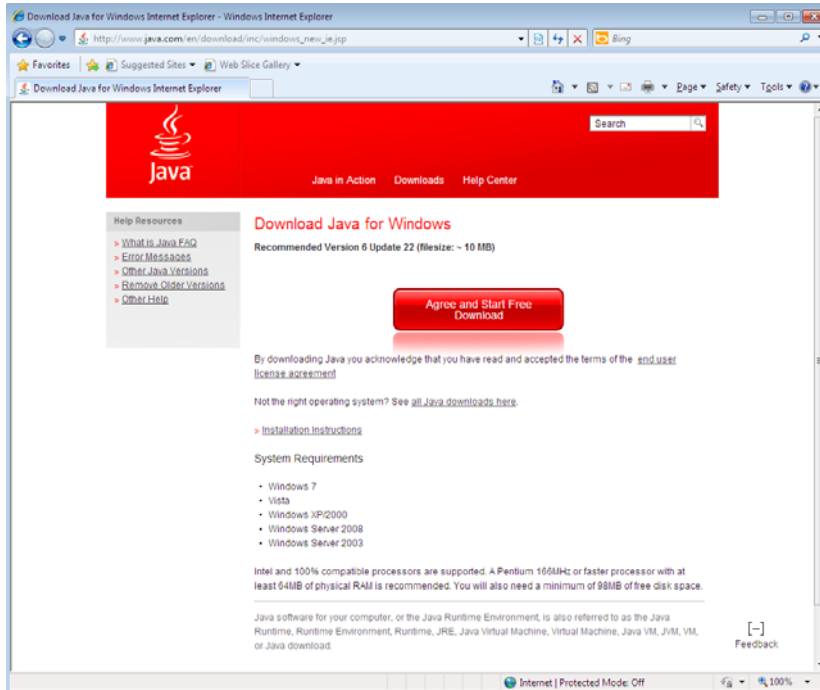 Download Java for Windows Internet Explorer - Windows Internet Explorer
http://www.java.com/en/download/inc/windows_new_ie.jsp
Bing
Favorites
Suggested Sites
Web Slice Gallery
Download Java for Windows Internet Explorer
Page
Safety
Tools
Java
Search
Java in Action
Downloads
Help Center
Help Resources
» What is Java FAQ
» Error Messages
» Other Java Versions
» Remove Older Versions
» Other Help
Download Java for Windows
Recommended Version 6 Update 22 (filesize: ~ 10 MB)
Agree and Start Free
Download
By downloading Java you acknowledge that you have read and accepted the terms of the end user
license agreement
Not the right operating system? See all Java downloads here.
» Installation Instructions
System Requirements
• Windows 7
• Vista
• Windows XP/2000
• Windows Server 2008
• Windows Server 2003
Intel and 100% compatible processors are supported. A Pentium 166MHz or faster processor with at
least 64MB of physical RAM is recommended. You will also need a minimum of 98MB of free disk space.
Java software for your computer, or the Java Runtime Environment, is also referred to as the Java
Runtime, Runtime Environment, Runtime, JRE, Java Virtual Machine, Virtual Machine, Java VM, JVM, VM,
or Java download.
[–]
Feedback
Internet | Protected Mode: Off
100%